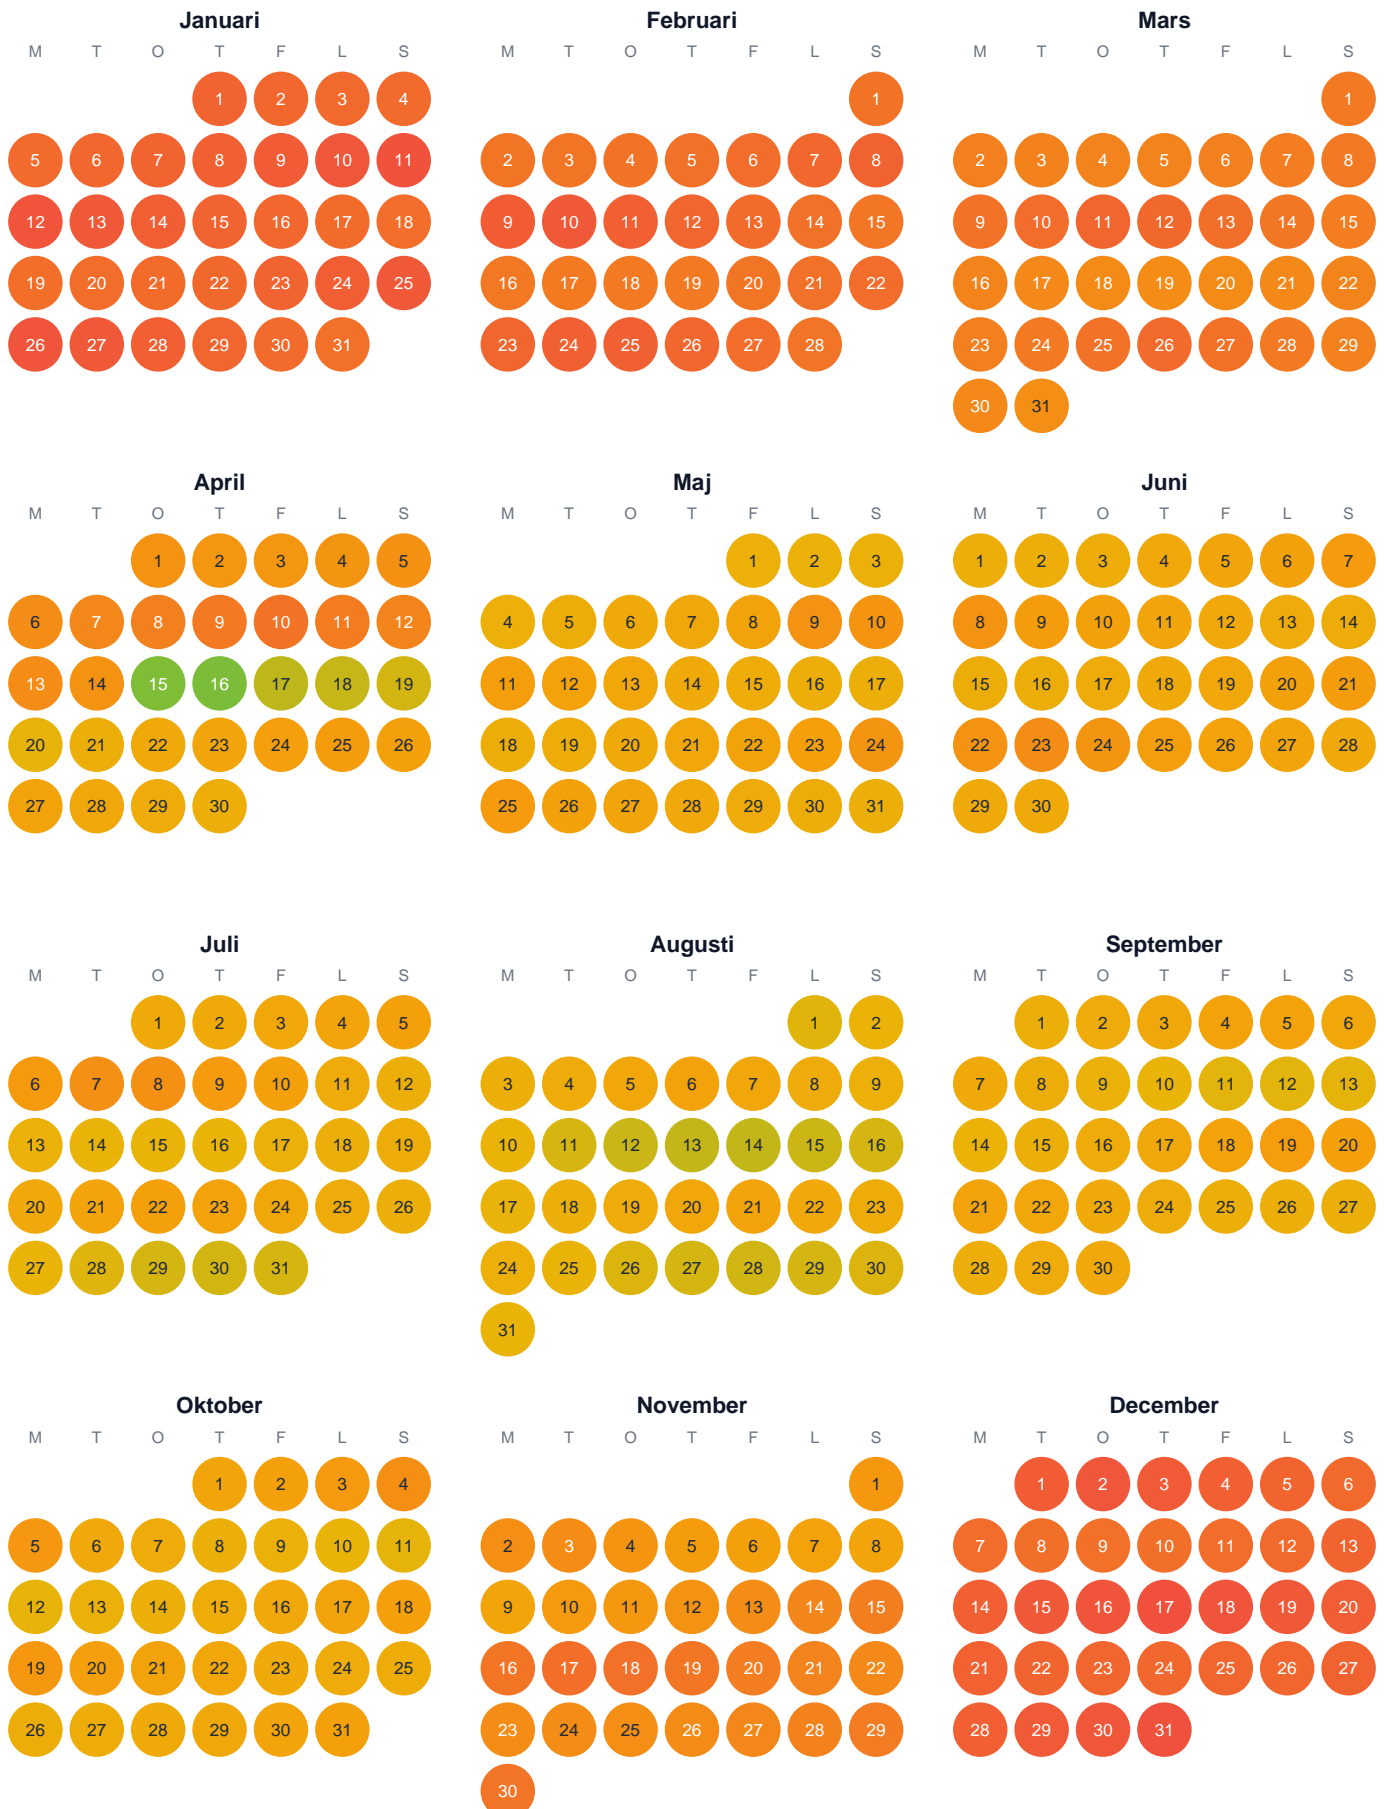 Januari Februari Mars
M T O T F L S M T O T F L S M T O T F L S
1 2 3 4 1 1
5 6 7 8 9 10 11 2 3 4 5 6 7 8 2 3 4 5 6 7 8
12 13 14 15 16 17 18 9 10 11 12 13 14 15 9 10 11 12 13 14 15
19 20 21 22 23 24 25 16 17 18 19 20 21 22 16 17 18 19 20 21 22
26 27 28 29 30 31 23 24 25 26 27 28 23 24 25 26 27 28 29
30 31
April Maj Juni
M T O T F L S M T O T F L S M T O T F L S
1 2 3 4 5 1 2 3 1 2 3 4 5 6 7
6 7 8 9 10 11 12 4 5 6 7 8 9 10 8 9 10 11 12 13 14
13 14 15 16 17 18 19 11 12 13 14 15 16 17 15 16 17 18 19 20 21
20 21 22 23 24 25 26 18 19 20 21 22 23 24 22 23 24 25 26 27 28
27 28 29 30 25 26 27 28 29 30 31 29 30
Juli Augusti September
M T O T F L S M T O T F L S M T O T F L S
1 2 3 4 5 1 2 1 2 3 4 5 6
6 7 8 9 10 11 12 3 4 5 6 7 8 9 7 8 9 10 11 12 13
13 14 15 16 17 18 19 10 11 12 13 14 15 16 14 15 16 17 18 19 20
20 21 22 23 24 25 26 17 18 19 20 21 22 23 21 22 23 24 25 26 27
27 28 29 30 31 24 25 26 27 28 29 30 28 29 30
31
Oktober November December
M T O T F L S M T O T F L S M T O T F L S
1 2 3 4 1 1 2 3 4 5 6
5 6 7 8 9 10 11 2 3 4 5 6 7 8 7 8 9 10 11 12 13
12 13 14 15 16 17 18 9 10 11 12 13 14 15 14 15 16 17 18 19 20
19 20 21 22 23 24 25 16 17 18 19 20 21 22 21 22 23 24 25 26 27
26 27 28 29 30 31 23 24 25 26 27 28 29 28 29 30 31
30